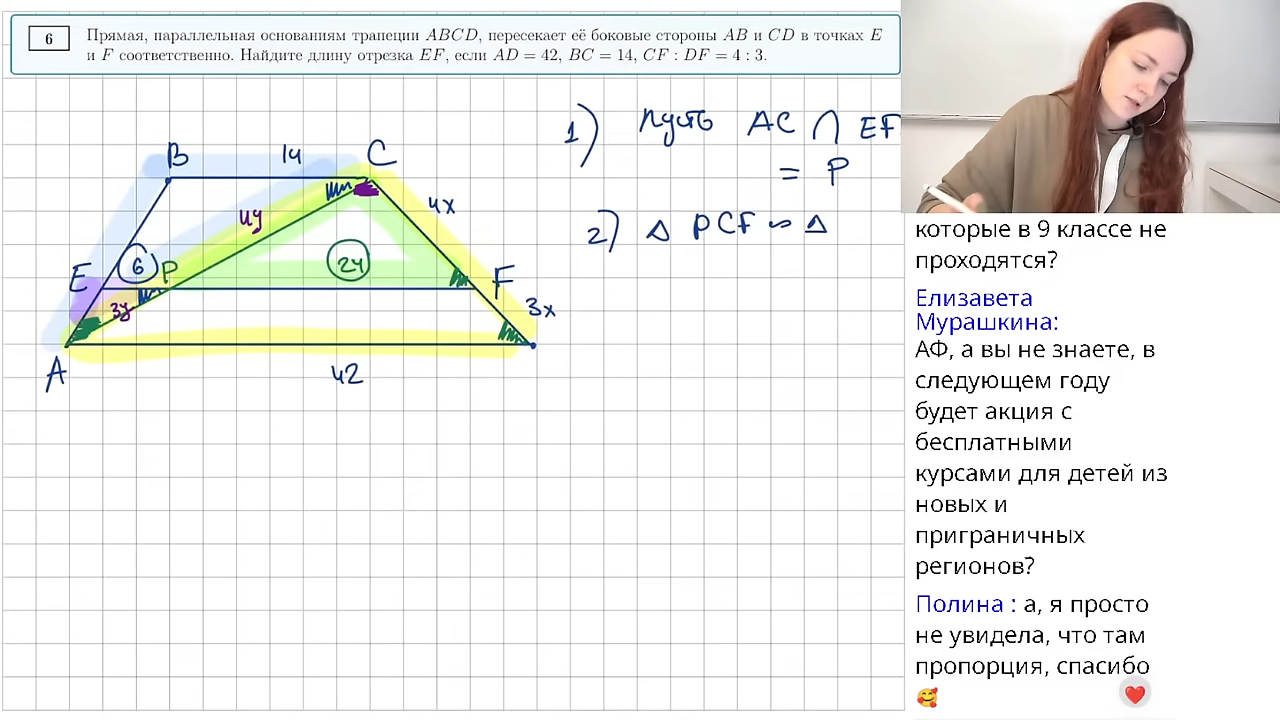 6
Прямая, параллельная основаниям трапеции ABCD, пересекает её боковые стороны AB и CD в точках E
и F соответственно. Найдите длину отрезка EF, если AD = 42, BC = 14, CF : DF = 4 : 3.
1) Пусть AC ∩ EF
= P
2) △ PCF ∾ △
B 14 C
4y 4x
E 6 P 24 F
3y 3x
A 42
которые в 9 классе не
проходятся?
Елизавета
Мурашкина:
АФ, а вы не знаете, в
следующем году
будет акция с
бесплатными
курсами для детей из
новых и
приграничных
регионов?
Полина : а, я просто
не увидела, что там
пропорция, спасибо
🥰 ❤️